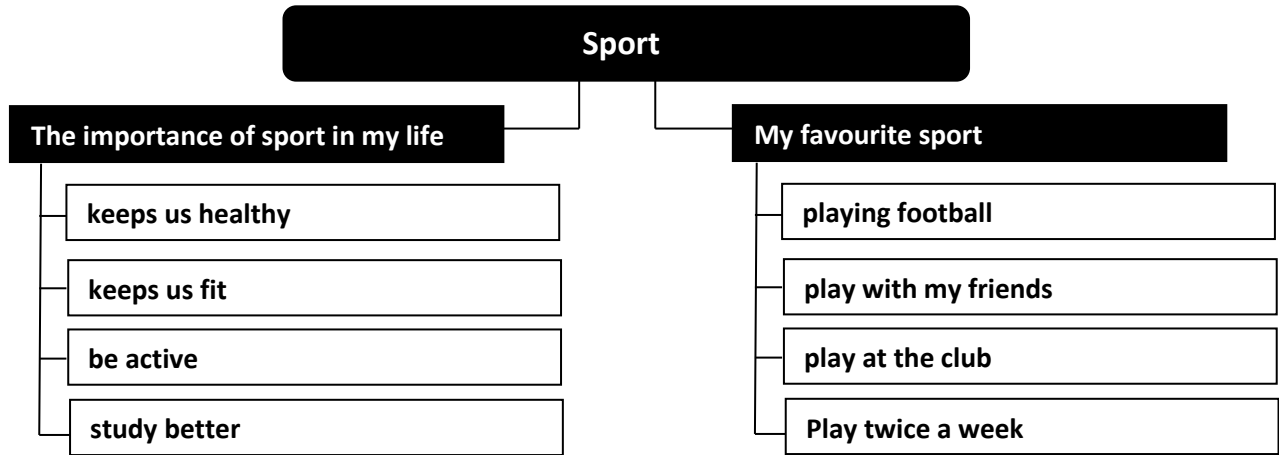 Sport
The importance of sport in my life
keeps us healthy
keeps us fit
be active
study better
My favourite sport
playing football
play with my friends
play at the club
Play twice a week